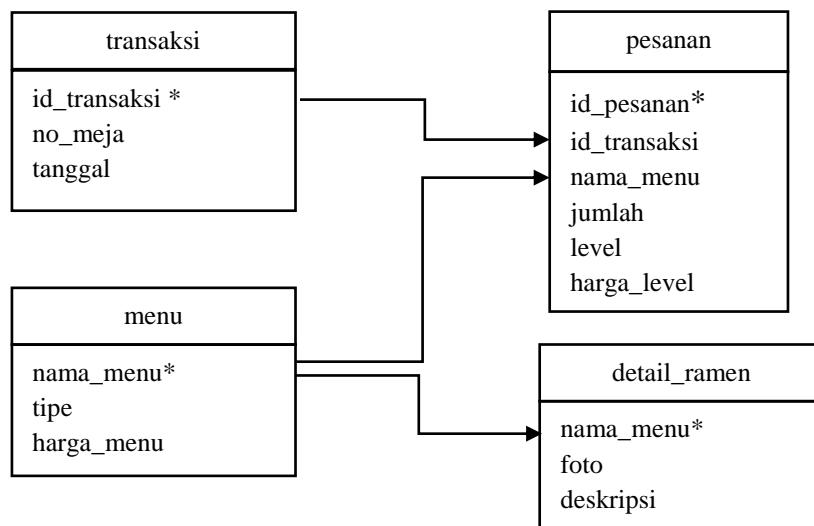 transaksi
id_transaksi *
no_meja
tanggal
pesanan
id_pesanan*
id_transaksi
nama_menu
jumlah
level
harga_level
menu
nama_menu*
tipe
harga_menu
detail_ramen
nama_menu*
foto
deskripsi